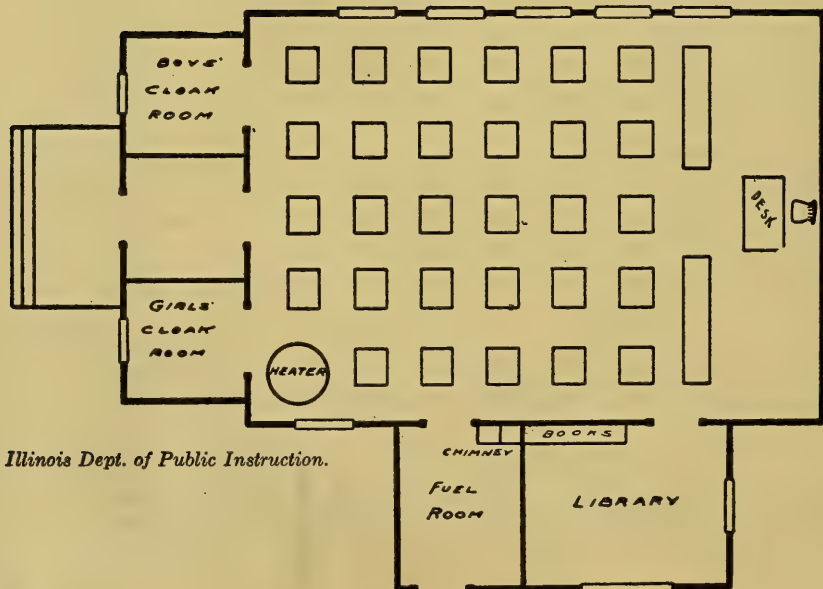 BOYS'
CLOAK
ROOM
DESK
GIRLS'
CLOAK
ROOM
HEATER
Illinois Dept. of Public Instruction.
BOOKS
CHIMNEY
FUEL
ROOM
LIBRARY